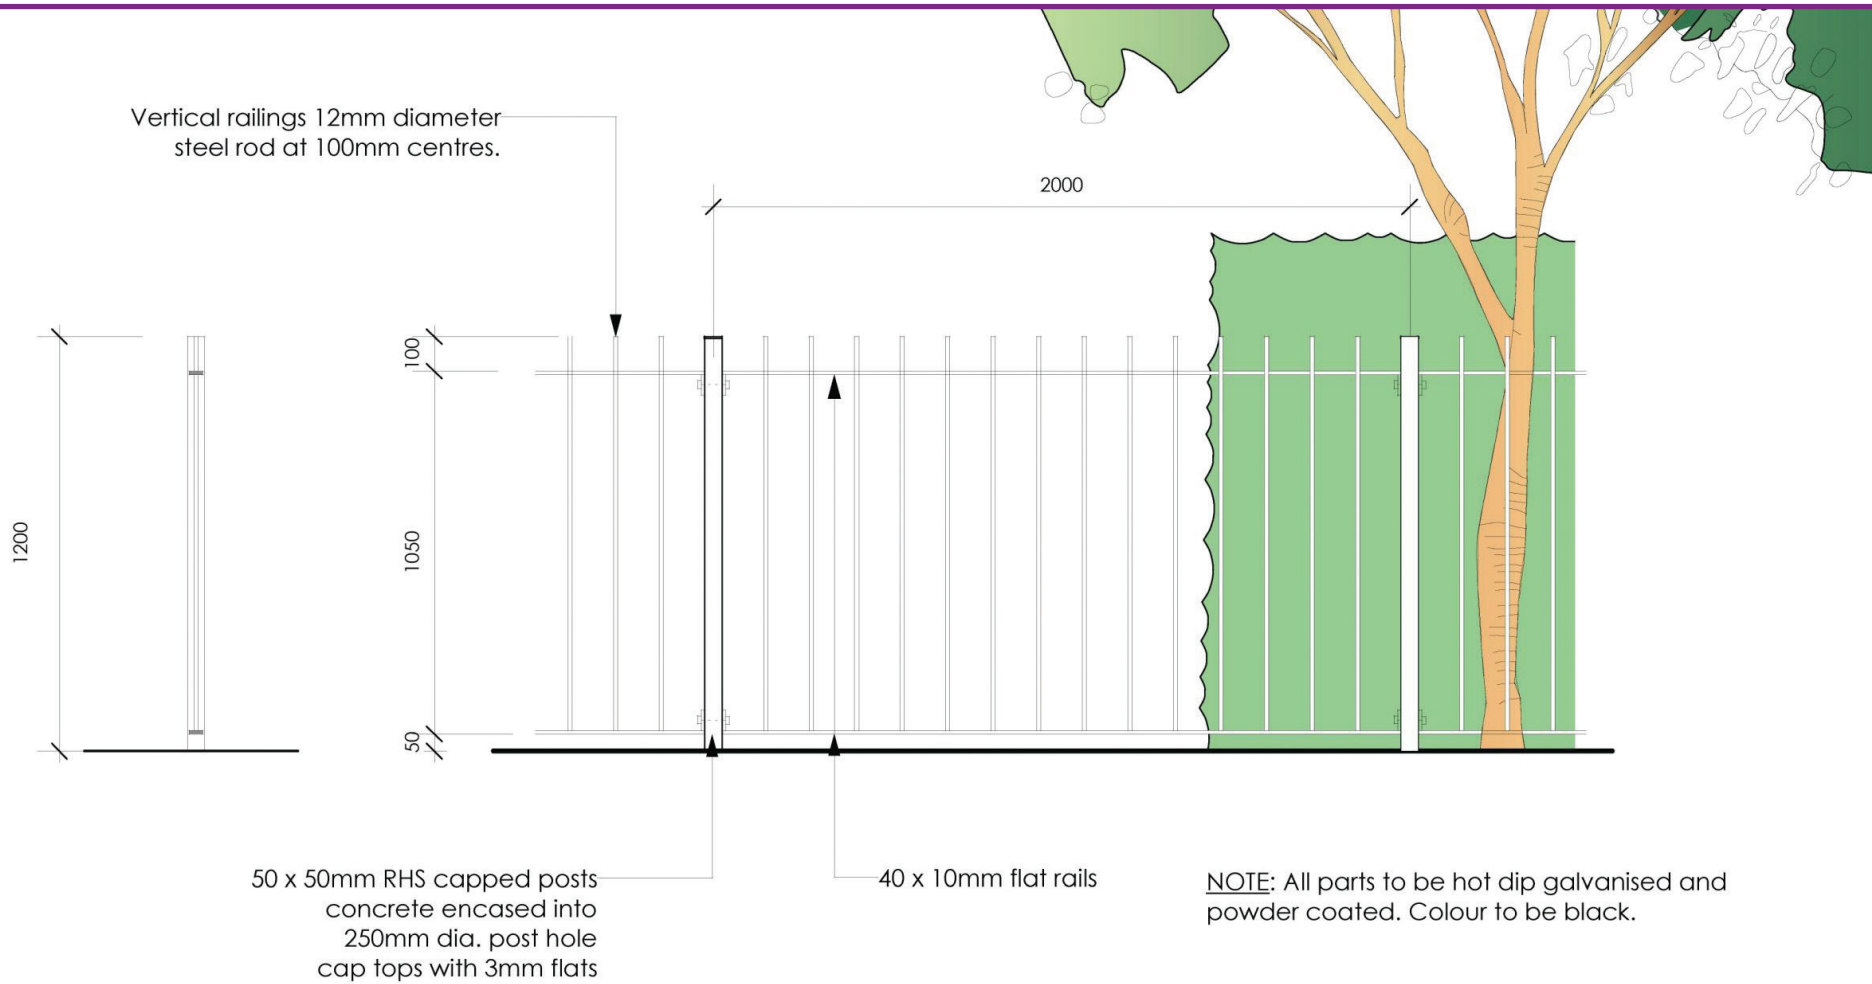 Vertical railings 12mm diameter
steel rod at 100mm centres.
2000
100
1200
1050
50
50 x 50mm RHS capped posts
concrete encased into
250mm dia. post hole
cap tops with 3mm flats
40 x 10mm flat rails
NOTE: All parts to be hot dip galvanised and
powder coated. Colour to be black.